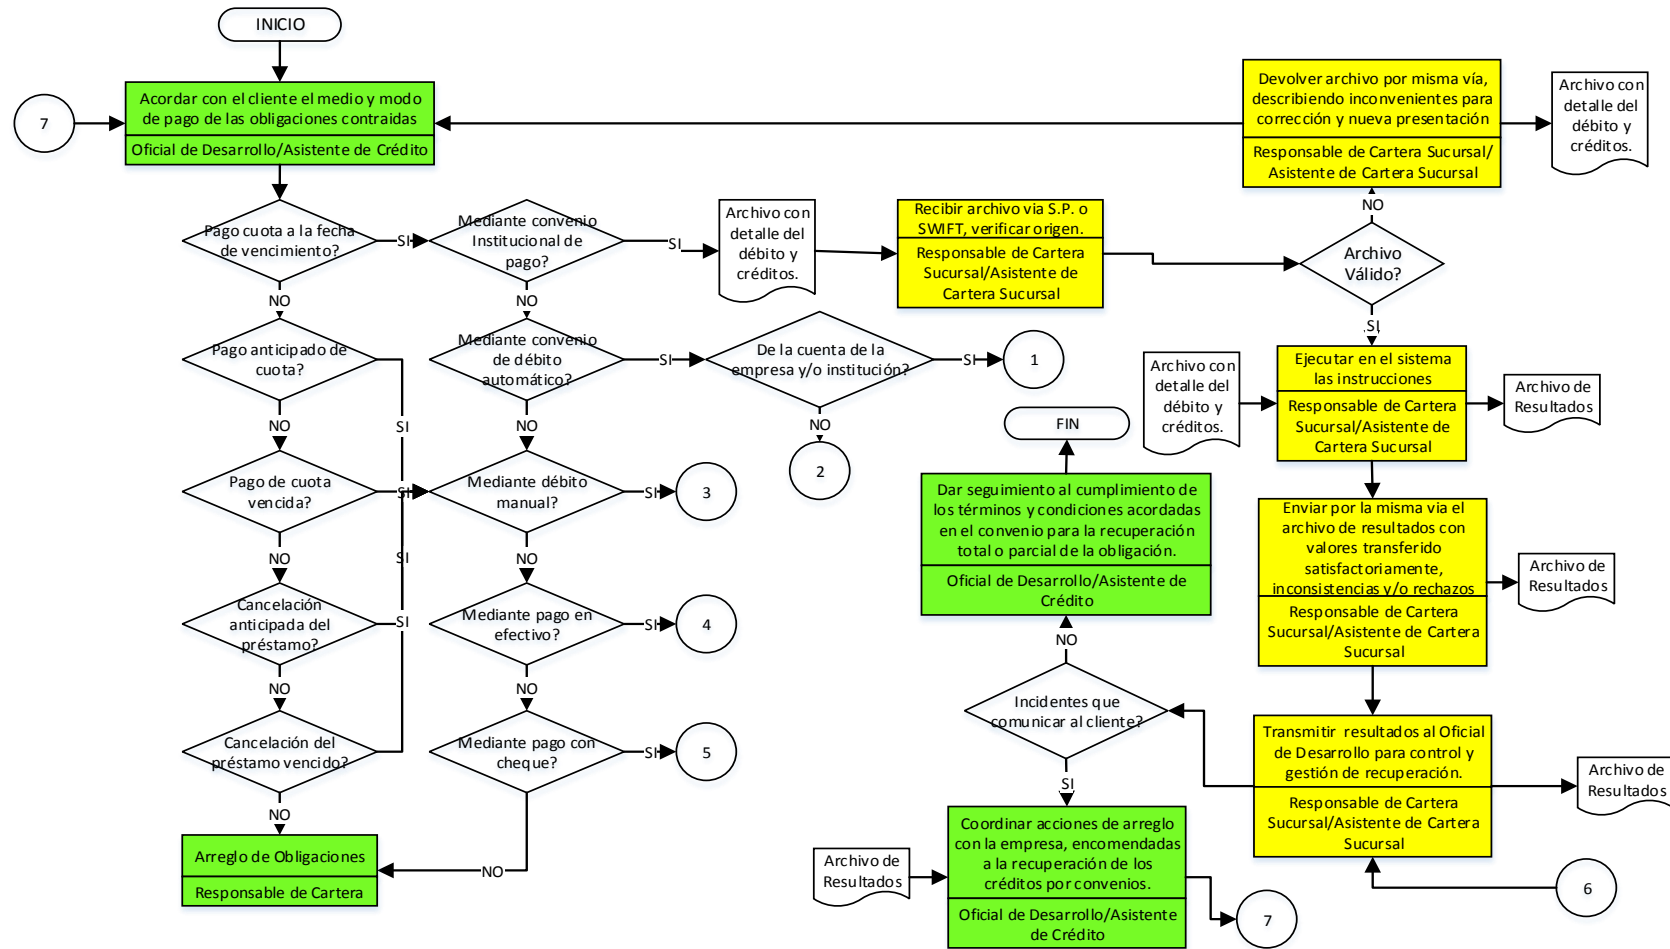 INICIO
7
Acordar con el cliente el medio y modo
de pago de las obligaciones contraidas
Oficial de Desarrollo/Asistente de Crédito
Devolver archivo por misma vía,
describiendo inconvenientes para
corrección y nueva presentación
Responsable de Cartera Sucursal/
Asistente de Cartera Sucursal
Archivo con
detalle del
débito y
créditos.
NO
Pago cuota a la fecha
de vencimiento?
SI
Mediante convenio
Institucional de
pago?
SI
Archivo con
detalle del
débito y
créditos.
Recibir archivo via S.P. o
SWIFT, verificar origen.
Responsable de Cartera
Sucursal/Asistente de
Cartera Sucursal
Archivo
Válido?
NO
NO
SI
Pago anticipado de
cuota?
Mediante convenio
de débito
automático?
SI
De la cuenta de la
empresa y/o institución?
SI
1
Archivo con
detalle del
débito y
créditos.
Ejecutar en el sistema
las instrucciones
Responsable de Cartera
Sucursal/Asistente de
Cartera Sucursal
Archivo de
Resultados
NO
SI
NO
NO
2
FIN
Pago de cuota
vencida?
SI
Mediante débito
manual?
SI
3
Dar seguimiento al cumplimiento de
los términos y condiciones acordadas
en el convenio para la recuperación
total o parcial de la obligación.
Oficial de Desarrollo/Asistente de
Crédito
Enviar por la misma via el
archivo de resultados con
valores transferido
satisfactoriamente,
inconsistencias y/o rechazos
Responsable de Cartera
Sucursal/Asistente de Cartera
Sucursal
Archivo de
Resultados
NO
SI
NO
Cancelación
anticipada del
préstamo?
SI
Mediante pago en
efectivo?
SI
4
NO
NO
NO
Incidentes que
comunicar al cliente?
SI
Cancelación del
préstamo vencido?
Mediante pago con
cheque?
SI
5
Transmitir resultados al Oficial
de Desarrollo para control y
gestión de recuperación.
Responsable de Cartera
Sucursal/Asistente de Cartera
Sucursal
Archivo de
Resultados
NO
Arreglo de Obligaciones
Responsable de Cartera
NO
Archivo de
Resultados
Coordinar acciones de arreglo
con la empresa, encomendadas
a la recuperación de los
créditos por convenios.
Oficial de Desarrollo/Asistente
de Crédito
7
6